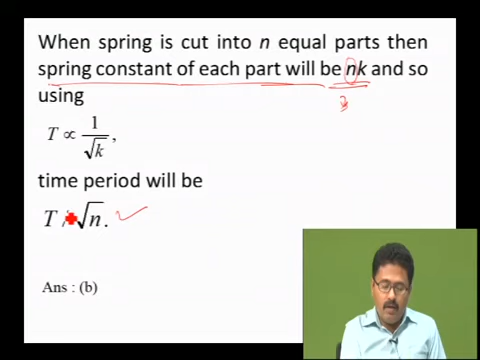 When spring is cut into n equal parts then
spring constant of each part will be nk and so
using
T ∝ 1/√k,
time period will be
T / √n.
Ans : (b)